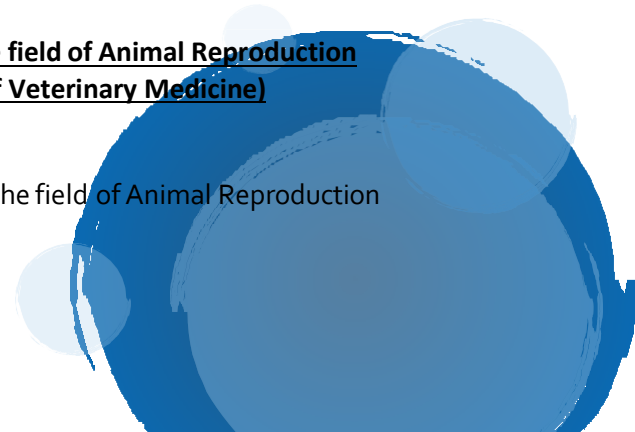 field of Animal Reproduction
Veterinary Medicine)
he field of Animal Reproduction